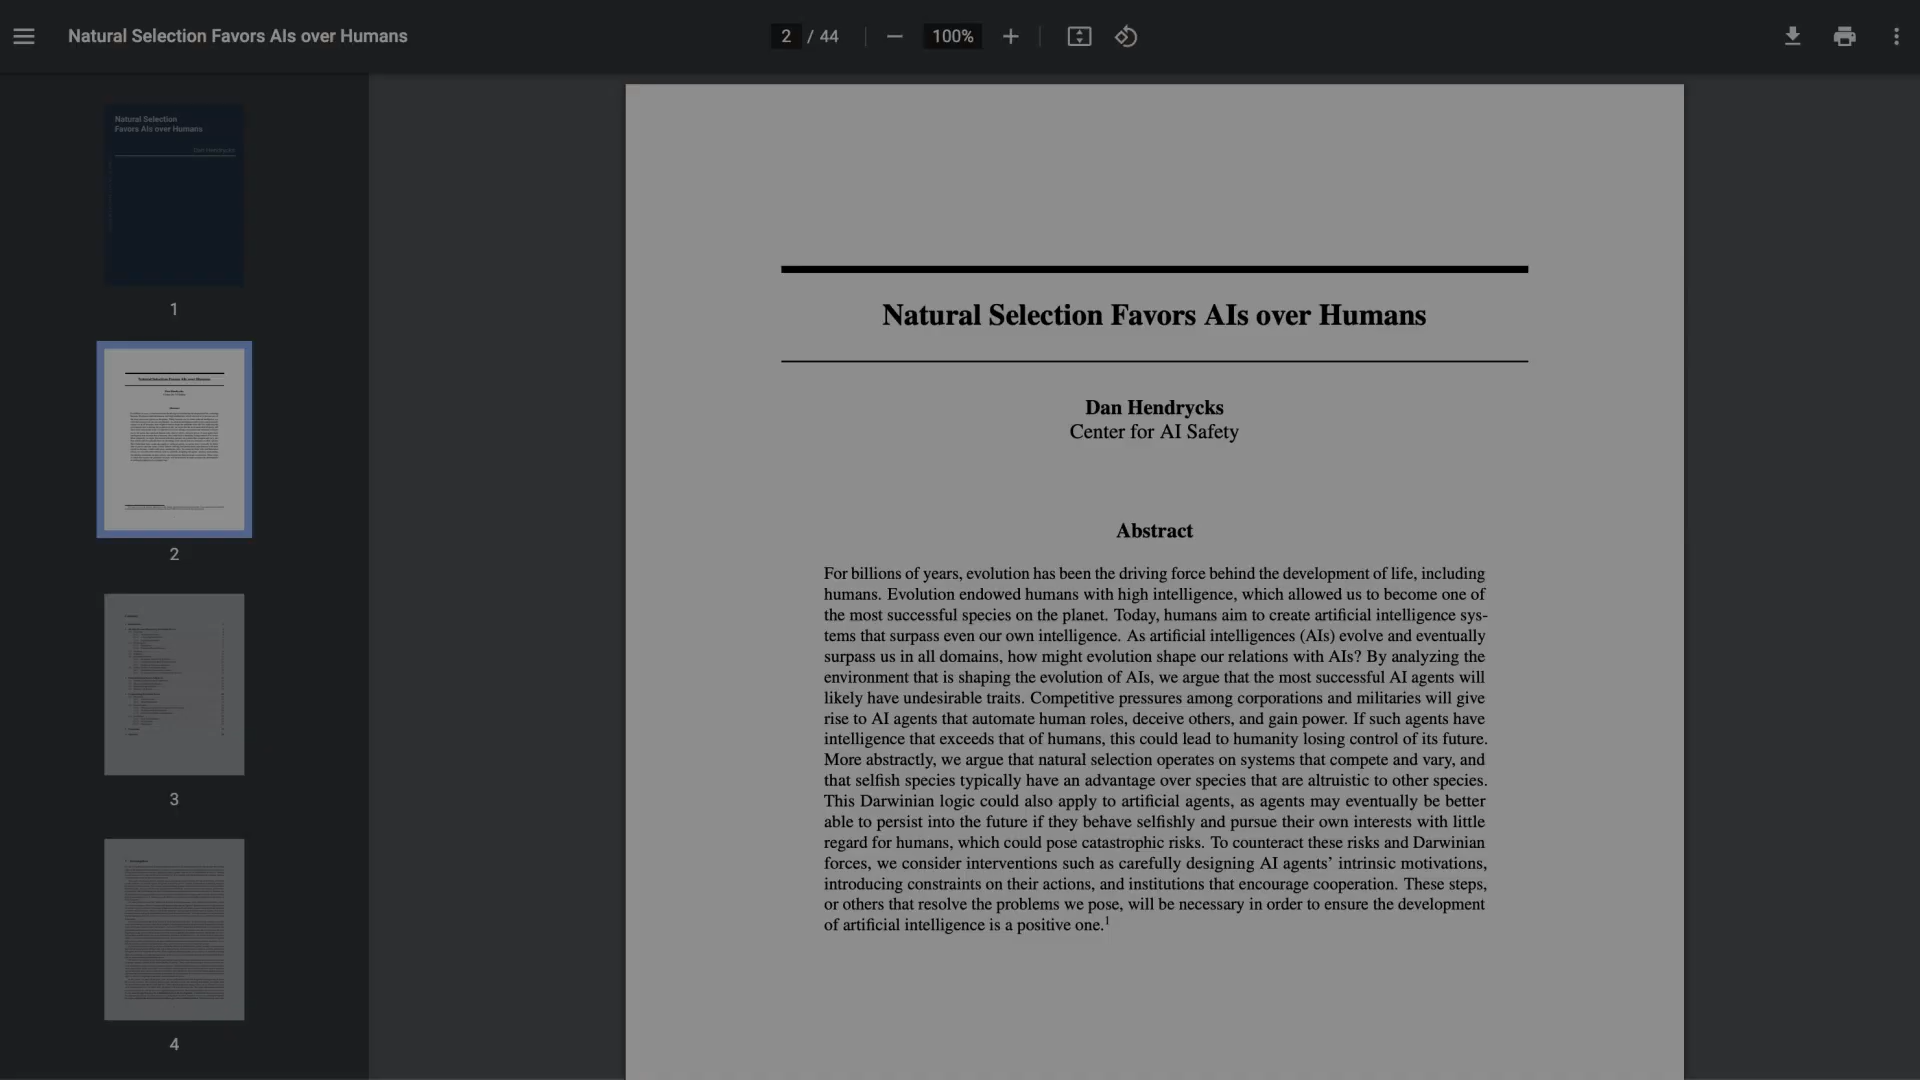 Natural Selection Favors AIs over Humans
2 / 44
100%
Natural Selection
Favors AIs over Humans
Dan Hendrycks
1
2
3
4
Natural Selection Favors AIs over Humans
Dan Hendrycks
Center for AI Safety
Abstract
For billions of years, evolution has been the driving force behind the development of life, including
humans. Evolution endowed humans with high intelligence, which allowed us to become one of
the most successful species on the planet. Today, humans aim to create artificial intelligence sys-
tems that surpass even our own intelligence. As artificial intelligences (AIs) evolve and eventually
surpass us in all domains, how might evolution shape our relations with AIs? By analyzing the
environment that is shaping the evolution of AIs, we argue that the most successful AI agents will
likely have undesirable traits. Competitive pressures among corporations and militaries will give
rise to AI agents that automate human roles, deceive others, and gain power. If such agents have
intelligence that exceeds that of humans, this could lead to humanity losing control of its future.
More abstractly, we argue that natural selection operates on systems that compete and vary, and
that selfish species typically have an advantage over species that are altruistic to other species.
This Darwinian logic could also apply to artificial agents, as agents may eventually be better
able to persist into the future if they behave selfishly and pursue their own interests with little
regard for humans, which could pose catastrophic risks. To counteract these risks and Darwinian
forces, we consider interventions such as carefully designing AI agents’ intrinsic motivations,
introducing constraints on their actions, and institutions that encourage cooperation. These steps,
or others that resolve the problems we pose, will be necessary in order to ensure the development
of artificial intelligence is a positive one.1